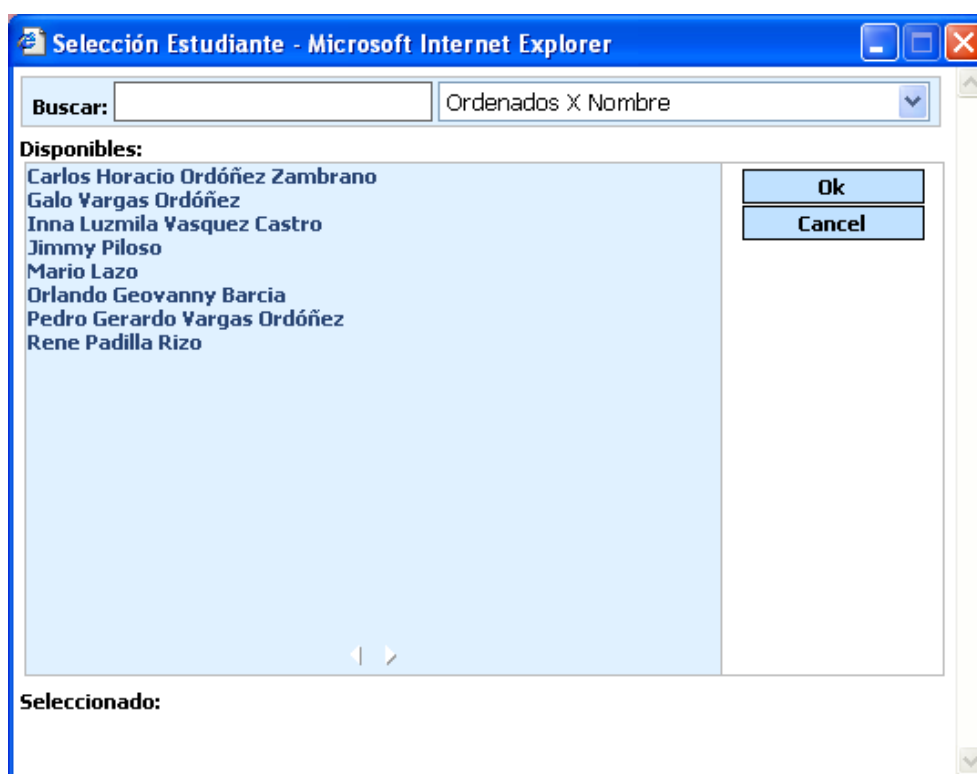 Selección Estudiante - Microsoft Internet Explorer
Buscar: Ordenados X Nombre
Disponibles:
Carlos Horacio Ordóñez Zambrano
Galo Vargas Ordóñez
Inna Luzmila Vasquez Castro
Jimmy Piloso
Mario Lazo
Orlando Geovanny Barcia
Pedro Gerardo Vargas Ordóñez
Rene Padilla Rizo
Ok
Cancel
Seleccionado: